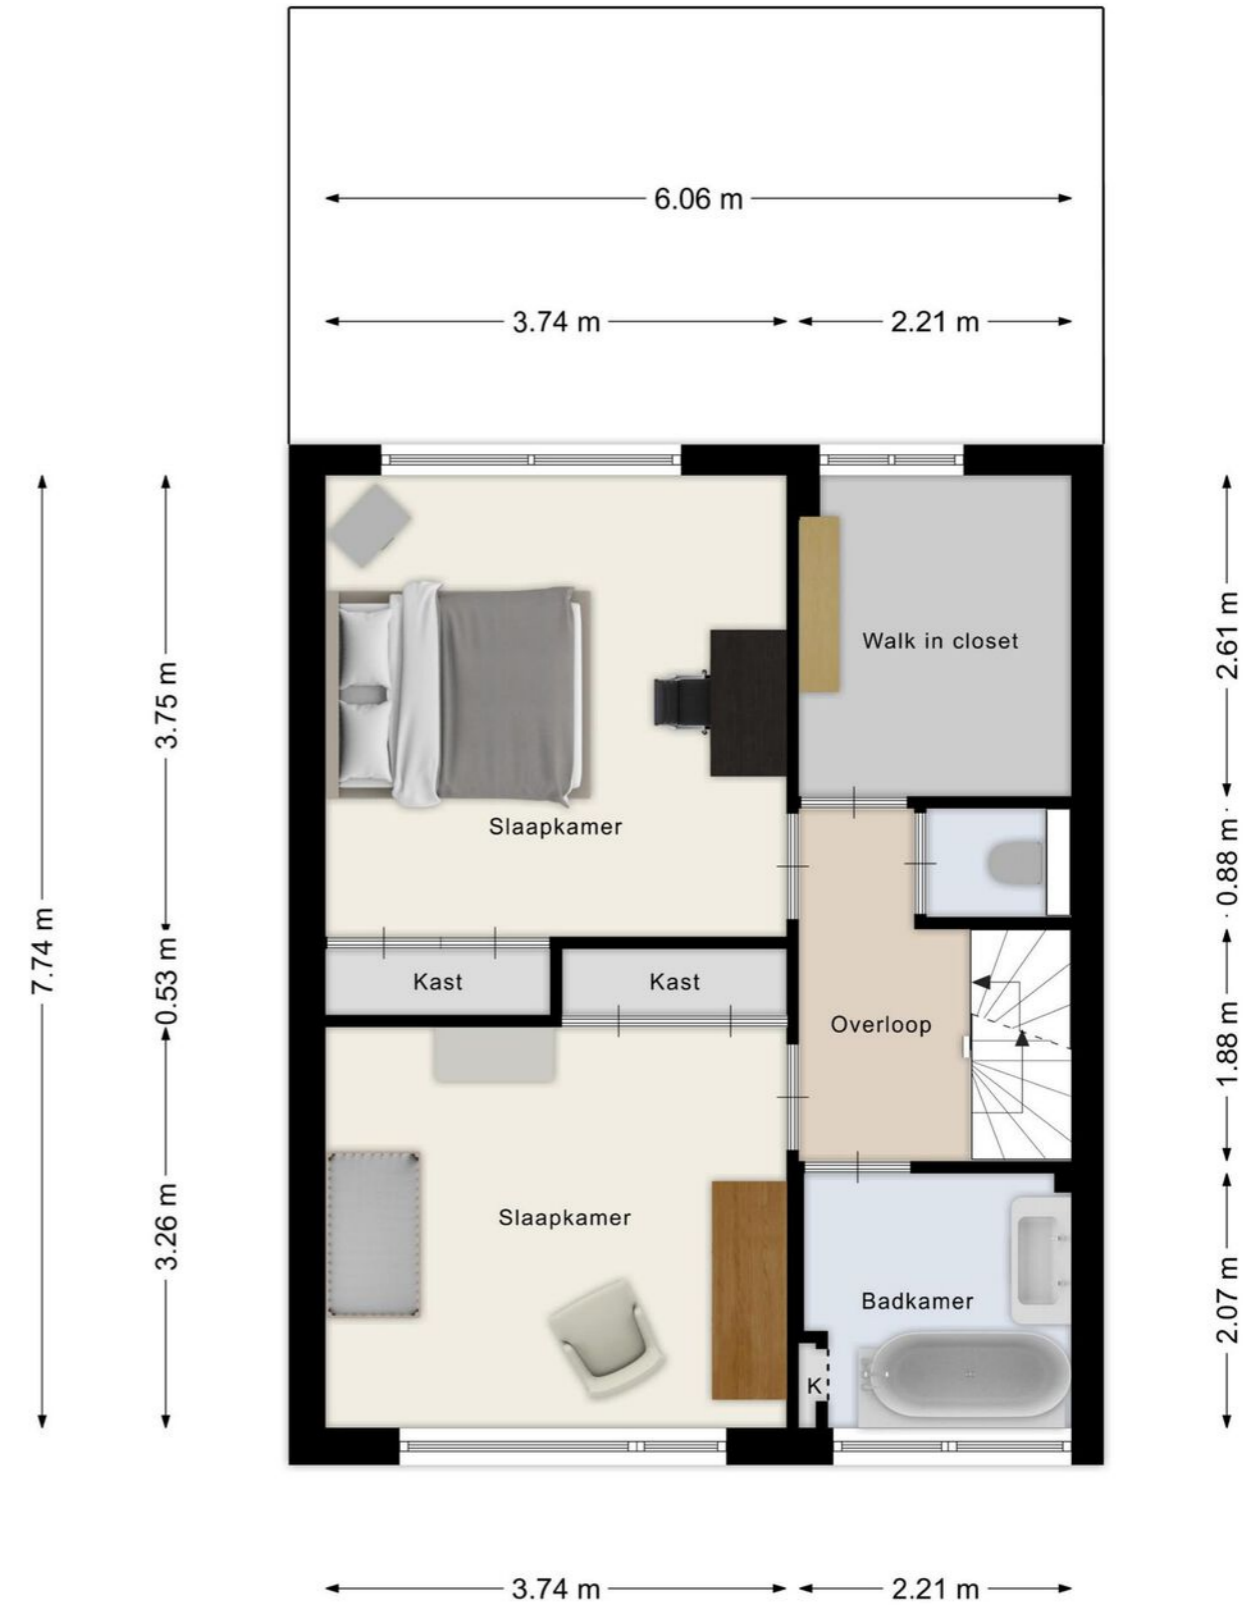 6.06 m
3.74 m
2.21 m
7.74 m
3.75 m
0.53 m
3.26 m
2.61 m
0.88 m
1.88 m
2.07 m
Walk in closet
Slaapkamer
Kast
Kast
Overloop
Slaapkamer
Badkamer
K
3.74 m
2.21 m